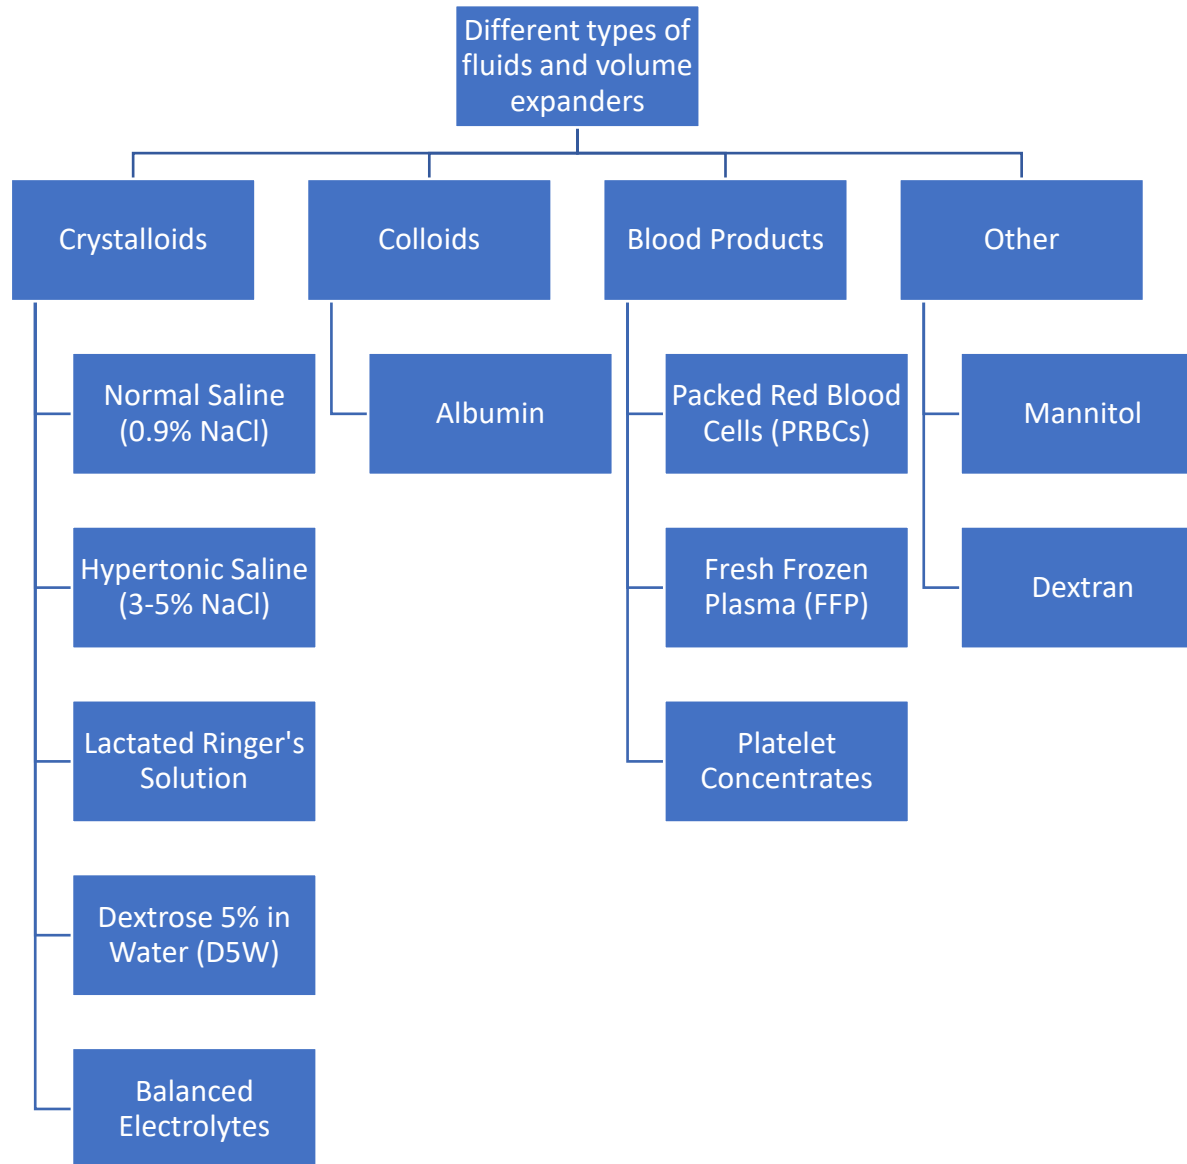 Different types of
fluids and volume
expanders
Crystalloids
Colloids
Blood Products
Other
Normal Saline
(0.9% NaCl)
Hypertonic Saline
(3-5% NaCl)
Lactated Ringer's
Solution
Dextrose 5% in
Water (D5W)
Balanced
Electrolytes
Albumin
Packed Red Blood
Cells (PRBCs)
Fresh Frozen
Plasma (FFP)
Platelet
Concentrates
Mannitol
Dextran